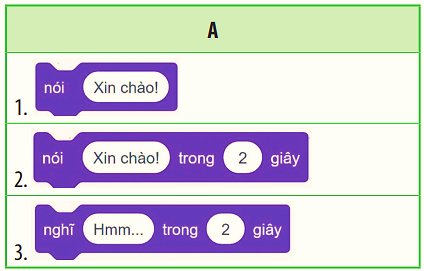 A
1. nói Xin chào!
2. nói Xin chào! trong 2 giây
3. nghĩ Hmm... trong 2 giây